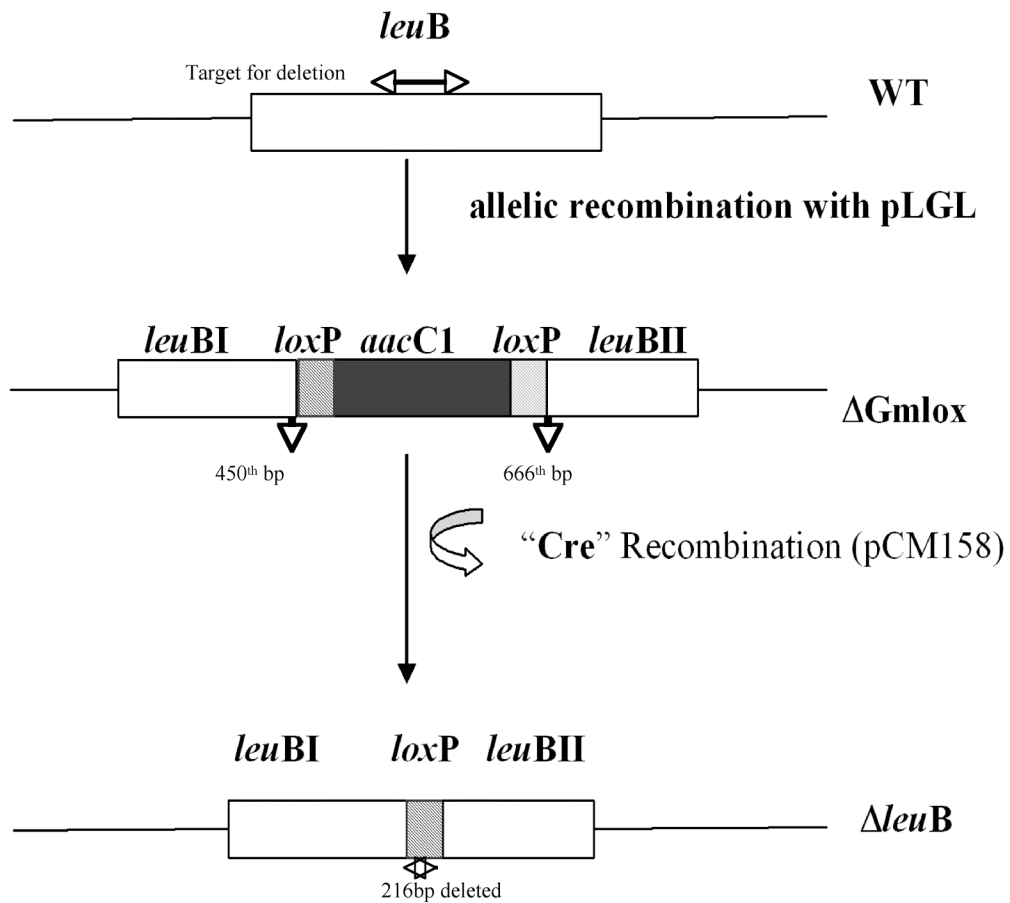 leuB
Target for deletion
WT
allelic recombination with pLGL
leuBI loxP aacC1 loxP leuBII
ΔGmlox
450th bp 666th bp
“Cre” Recombination (pCM158)
leuBI loxP leuBII
ΔleuB
216bp deleted